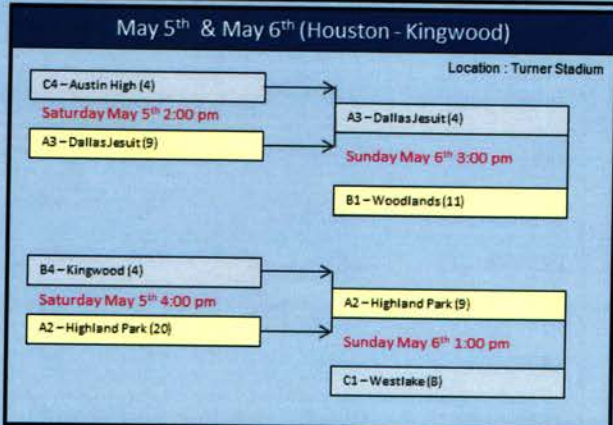 May 5th & May 6th (Houston - Kingwood)
Location : Turner Stadium
C4 – Austin High (4)
Saturday May 5th 2:00 pm
A3 – Dallas Jesuit (9)
A3 – Dallas Jesuit (4)
Sunday May 6th 3:00 pm
B1 – Woodlands (11)
B4 – Kingwood (4)
Saturday May 5th 4:00 pm
A2 – Highland Park (20)
A2 – Highland Park (9)
Sunday May 6th 1:00 pm
C1 – Westlake (8)